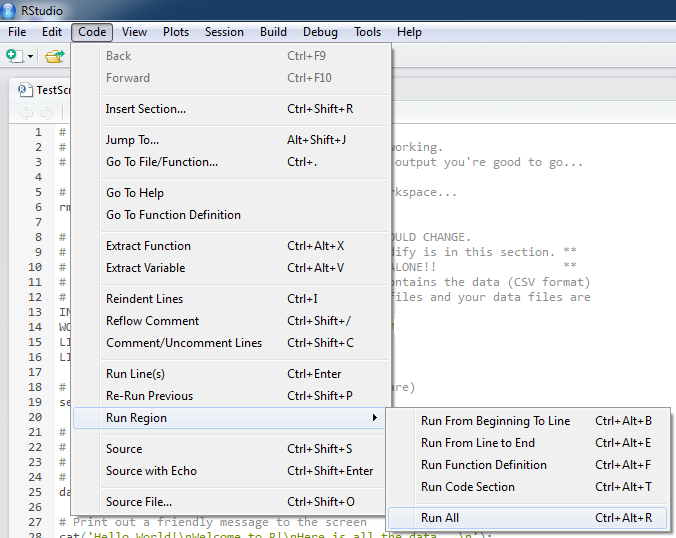 RStudio
File Edit Code View Plots Session Build Debug Tools Help
Back Ctrl+F9
Forward Ctrl+F10
Insert Section... Ctrl+Shift+R
Jump To... Alt+Shift+J
Go To File/Function... Ctrl+.
Go To Help
Go To Function Definition
Extract Function Ctrl+Alt+X
Extract Variable Ctrl+Alt+V
Reindent Lines Ctrl+I
Reflow Comment Ctrl+Shift+/
Comment/Uncomment Lines Ctrl+Shift+C
Run Line(s) Ctrl+Enter
Re-Run Previous Ctrl+Shift+P
Run Region
Source Ctrl+Shift+S
Source with Echo Ctrl+Shift+Enter
Source File... Ctrl+Shift+O
Run From Beginning To Line Ctrl+Alt+B
Run From Line to End Ctrl+Alt+E
Run Function Definition Ctrl+Alt+F
Run Code Section Ctrl+Alt+T
Run All Ctrl+Alt+R
TestScr
1 #
2 # orking.
3 # output you're good to go...
4
5 # rkspace...
6 rm
7
8 # OULD CHANGE.
9 # dify is in this section. **
10 # ALONE!! **
11 # ontains the data (CSV format)
12 # files and your data files are
13 IN
14 WO
15 LI
16 LI
17
18 # are)
19 se
20
21 #
22 #
23 #
24 #
25 da
26
27 # Print out a friendly message to the screen
28 cat('Hello World!\nWelcome to R!\nHere is all the data...\n');